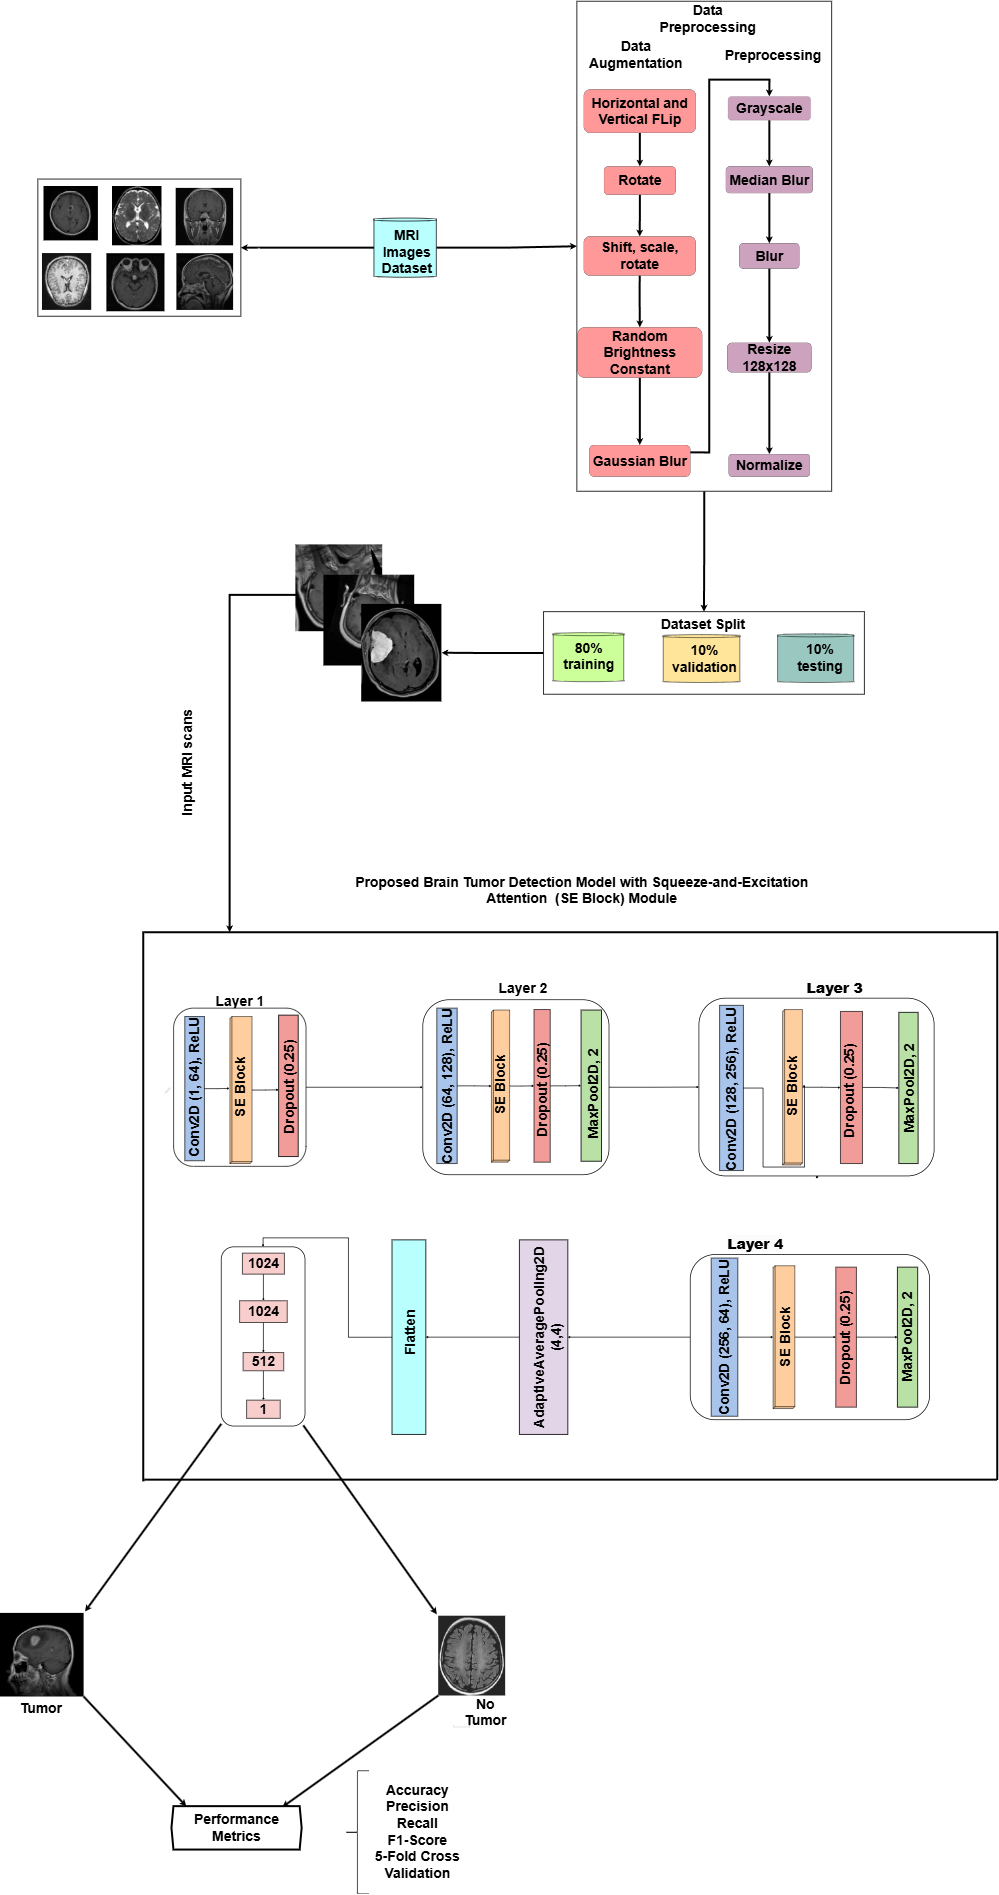 Data
Preprocessing
Data
Augmentation
Preprocessing
Horizontal and
Vertical FLip
Rotate
Shift, scale,
rotate
Random
Brightness
Constant
Gaussian Blur
Grayscale
Median Blur
Blur
Resize
128x128
Normalize
MRI
Images
Dataset
Dataset Split
80%
training
10%
validation
10%
testing
Input MRI scans
Proposed Brain Tumor Detection Model with Squeeze-and-Excitation
Attention (SE Block) Module
Layer 1
Conv2D (1, 64), ReLU
SE Block
Dropout (0.25)
Layer 2
Conv2D (64, 128), ReLU
SE Block
Dropout (0.25)
MaxPool2D, 2
Layer 3
Conv2D (128, 256), ReLU
SE Block
Dropout (0.25)
MaxPool2D, 2
Layer 4
Conv2D (256, 64), ReLU
SE Block
Dropout (0.25)
MaxPool2D, 2
AdaptiveAveragePooling2D
(4,4)
Flatten
1024
1024
512
1
Tumor
No
Tumor
Performance
Metrics
Accuracy
Precision
Recall
F1-Score
5-Fold Cross
Validation